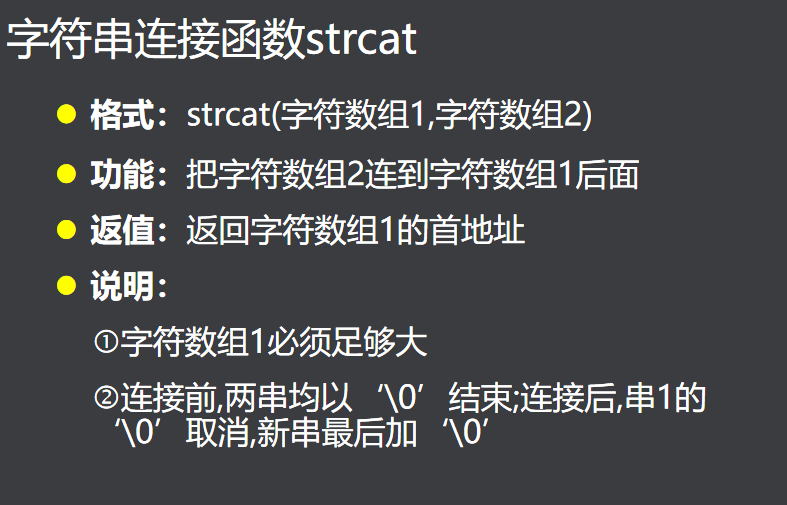 字符串连接函数strcat
格式：strcat(字符数组1,字符数组2)
功能：把字符数组2连到字符数组1后面
返值：返回字符数组1的首地址
说明：
①字符数组1必须足够大
②连接前,两串均以‘\0’结束;连接后,串1的
‘\0’取消,新串最后加‘\0’